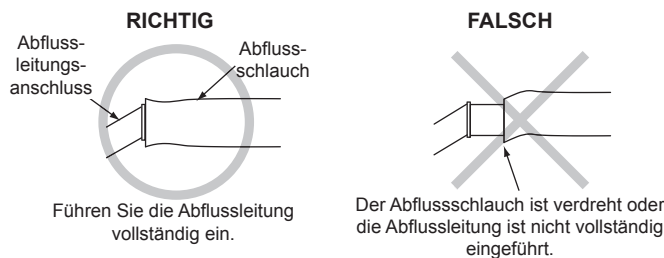 RICHTIG
Abfluss-
leitungs-
anschluss
Abfluss-
schlauch
Führen Sie die Abflussleitung
vollständig ein.
FALSCH
Der Abflussschlauch ist verdreht oder
die Abflussleitung ist nicht vollständig
eingeführt.